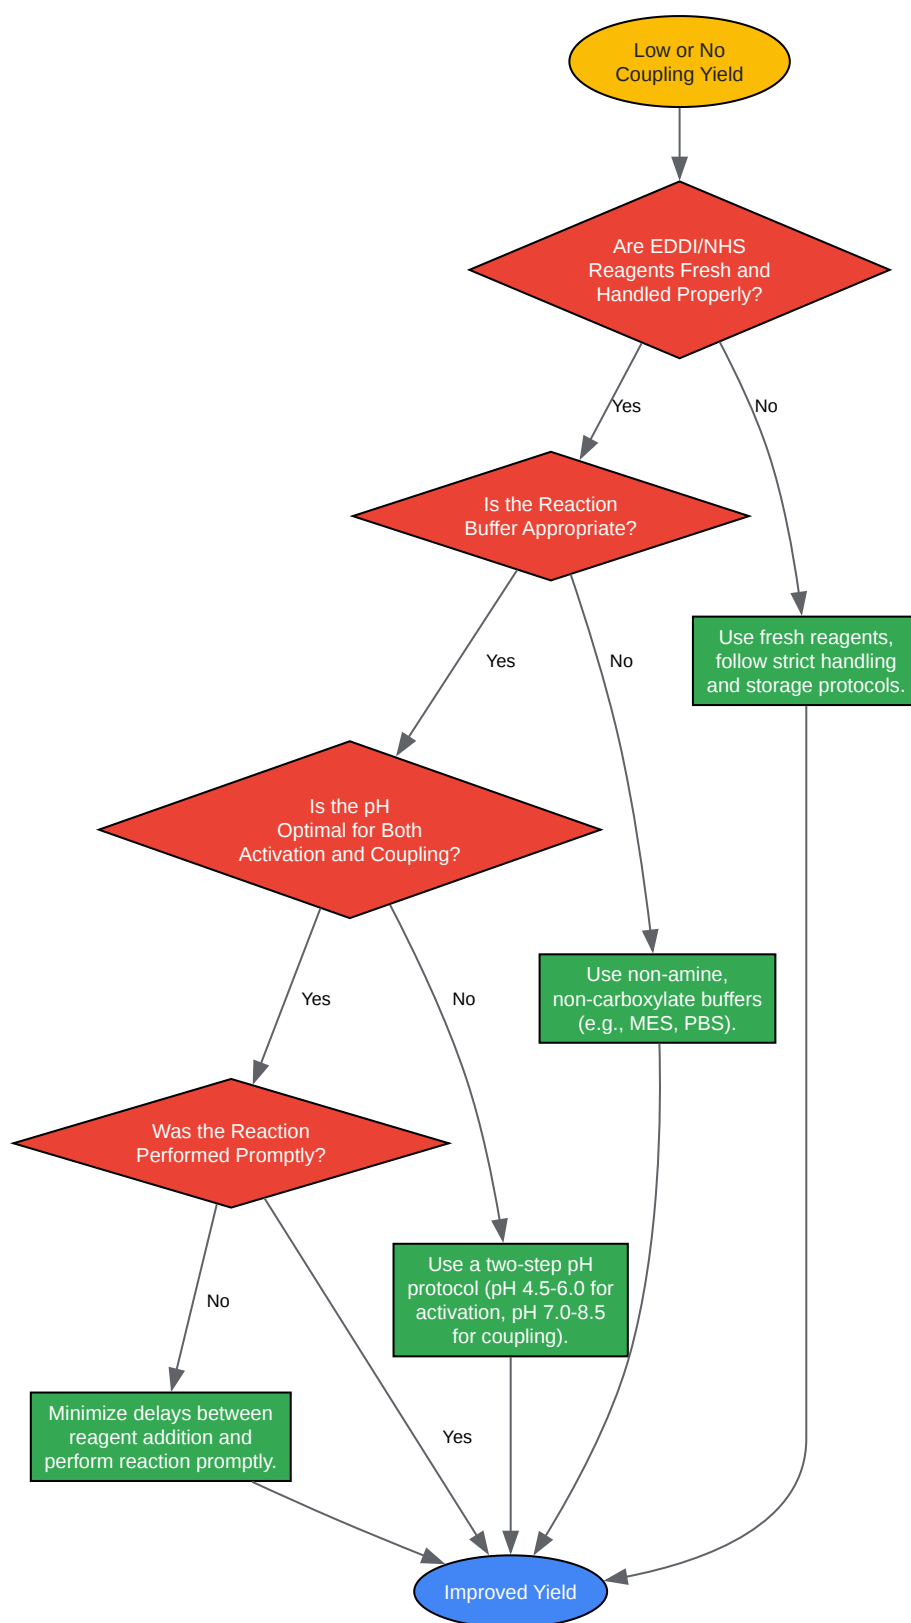 Low or No
Coupling Yield
Are EDDI/NHS
Reagents Fresh and
Handled Properly?
Yes
No
Is the Reaction
Buffer Appropriate?
Yes
No
Use fresh reagents,
follow strict handling
and storage protocols.
Is the pH
Optimal for Both
Activation and Coupling?
Yes
No
Use non-amine,
non-carboxylate buffers
(e.g., MES, PBS).
Was the Reaction
Performed Promptly?
No
Yes
Use a two-step pH
protocol (pH 4.5-6.0 for
activation, pH 7.0-8.5
for coupling).
Minimize delays between
reagent addition and
perform reaction promptly.
Improved Yield